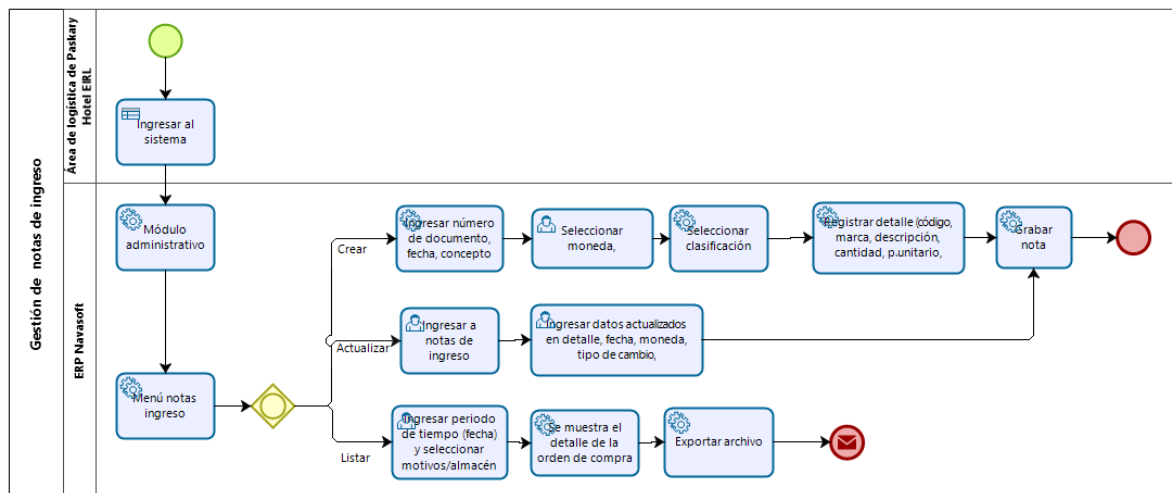 Gestión de notas de ingreso
Área de logística de Paskary
Hotel EIRL
Ingresar al
sistema
ERP Navasoft
Módulo
administrativo
Menú notas
ingreso
Crear
Ingresar número
de documento,
fecha, concepto
Seleccionar
moneda,
Seleccionar
clasificación
Registrar detalle (código,
marca, descripción,
cantidad, p.unitario,
Grabar
nota
Actualizar
Ingresar a
notas de
ingreso
Ingresar datos actualizados
en detalle, fecha, moneda,
tipo de cambio,
Listar
Ingresar periodo
de tiempo (fecha)
y seleccionar
motivos/almacén
Se muestra el
detalle de la
orden de compra
Exportar archivo